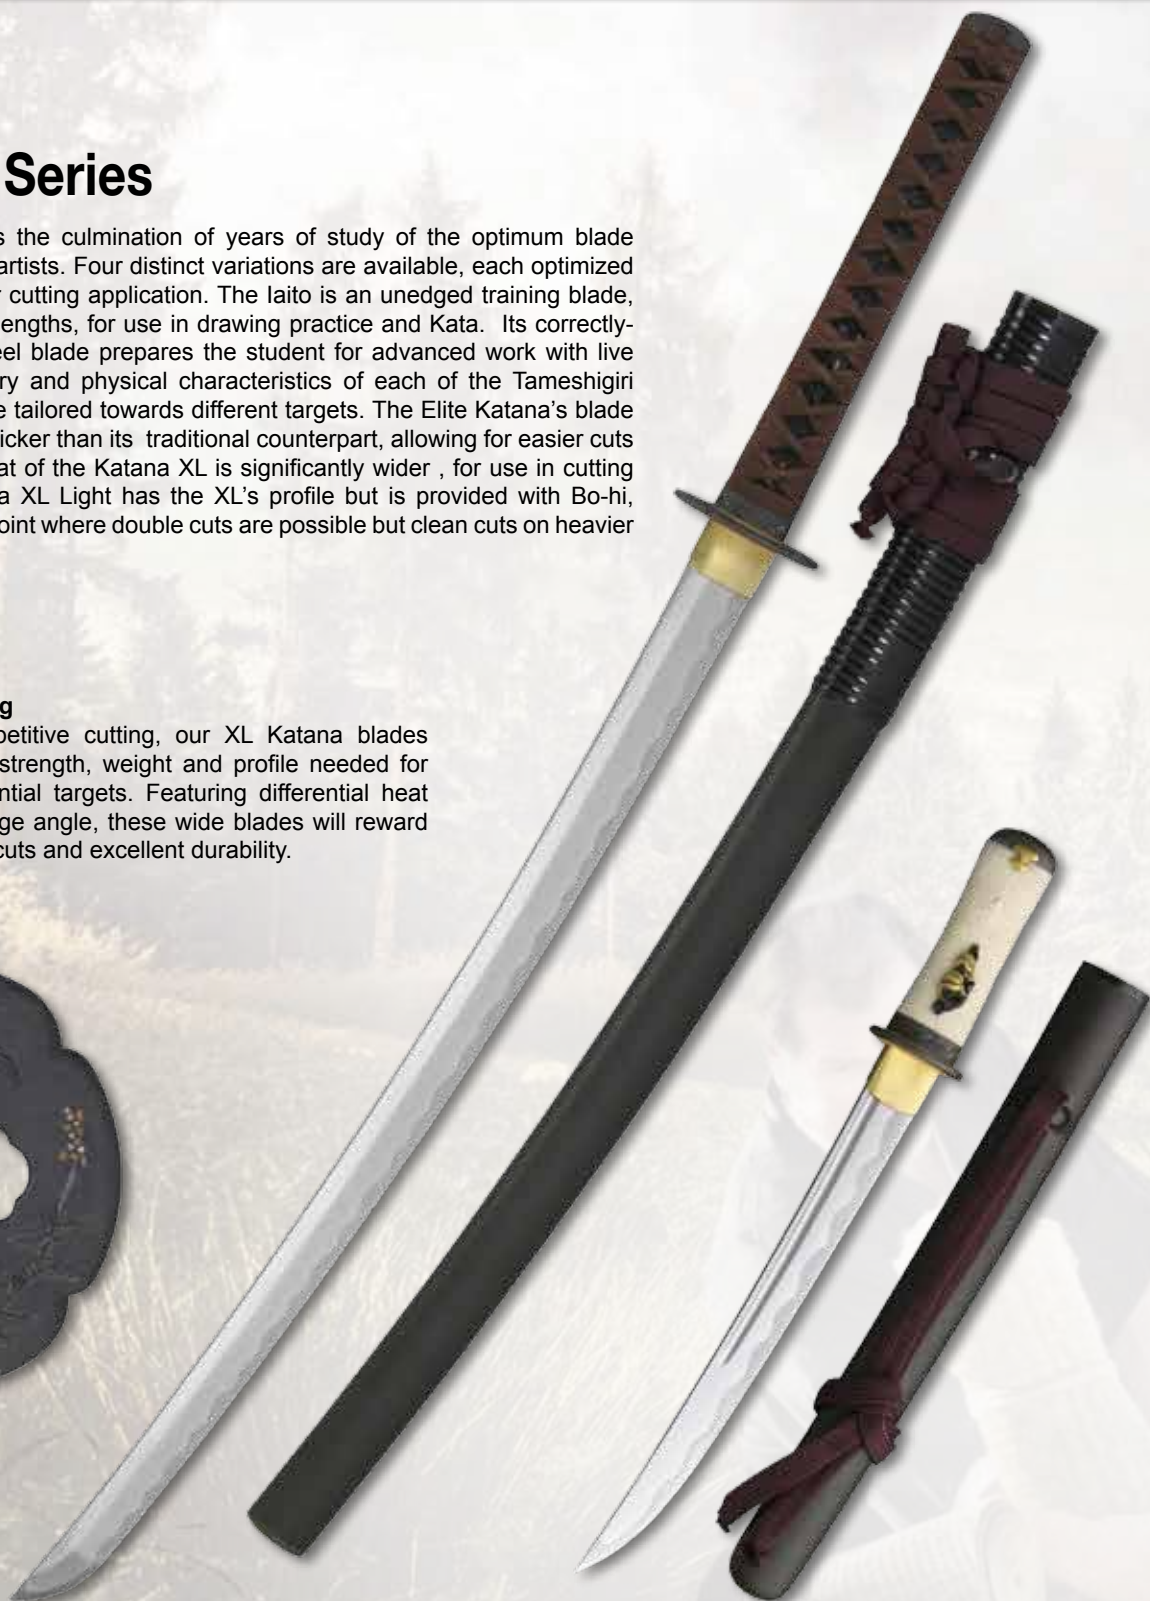 Series
s the culmination of years of study of the optimum blade
artists. Four distinct variations are available, each optimized
r cutting application. The Iaito is an unedged training blade,
lengths, for use in drawing practice and Kata. Its correctly-
eel blade prepares the student for advanced work with live
ry and physical characteristics of each of the Tameshigiri
e tailored towards different targets. The Elite Katana's blade
icker than its traditional counterpart, allowing for easier cuts
at of the Katana XL is significantly wider , for use in cutting
a XL Light has the XL's profile but is provided with Bo-hi,
oint where double cuts are possible but clean cuts on heavier
g
petitive cutting, our XL Katana blades
strength, weight and profile needed for
ntial targets. Featuring differential heat
ge angle, these wide blades will reward
cuts and excellent durability.